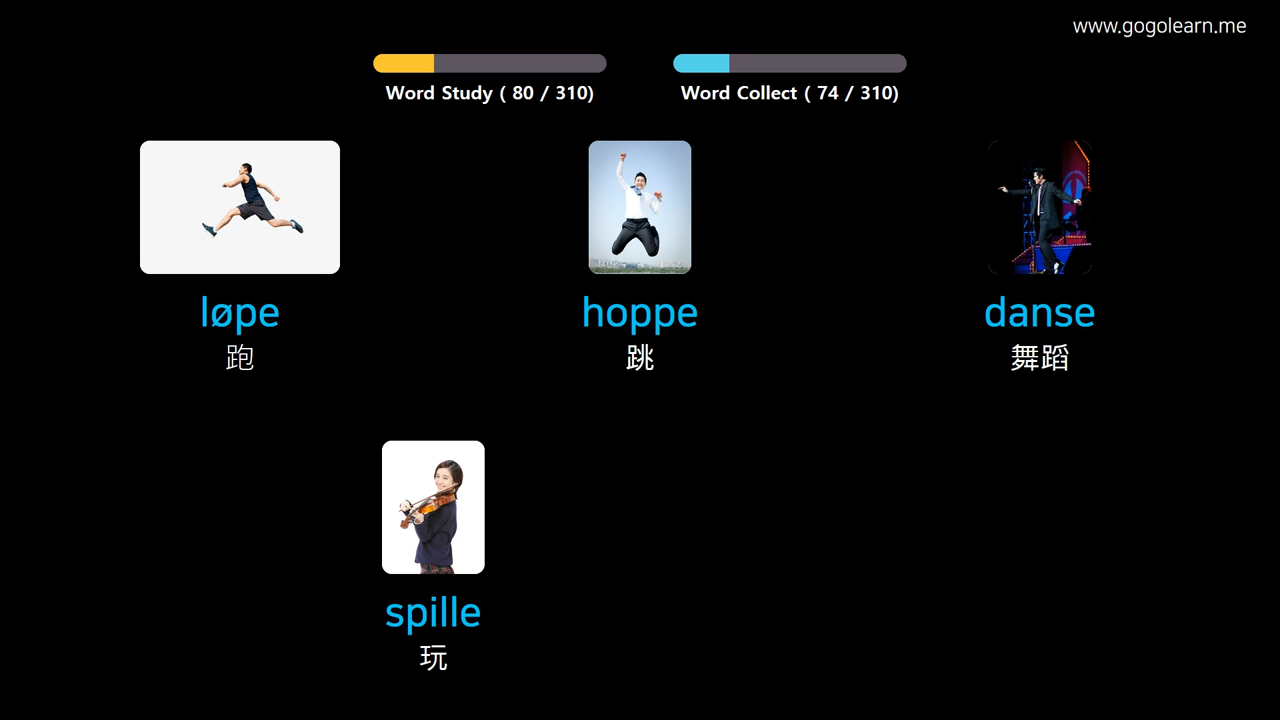 www.gogolearn.me
Word Study ( 80 / 310)
Word Collect ( 74 / 310)
løpe
跑
hoppe
跳
danse
舞蹈
spille
玩